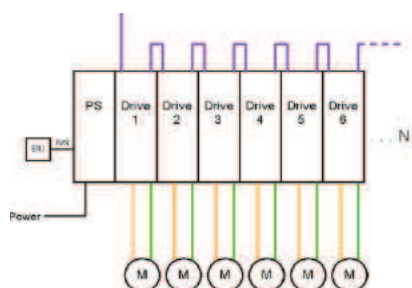 PS
Drive 1
Drive 2
Drive 3
Drive 4
Drive 5
Drive 6
. . . N
Power
M M M M M M